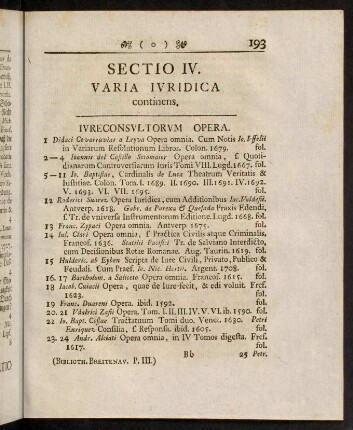 ( o ) 193
SECTIO IV.
VARIA IVRIDICA
continens,
IVRECONSVLTORVM OPERA.
1 Didaci Covarruvias a Leyva Opera omnia. Cum Notis Io. Uffelii
in Variarum Resolutionum Libros. Colon. 1679. fol.
2—4 Ioannis del Castillo Sotomaior Opera omnia, s. Quoti-
dianarum Controversiarum Iuris Tomi VIII. Lugd. 1667. fol.
5—11 Io. Baptistae, Cardinalis de Luca Theatrum Veritatis &
Iustitiae. Colon. Tom. I. 1689. II. 1690. III. 1691. IV. 1692.
V. 1693. VI. VII. 1695. fol.
12 Roderici Suarez. Opera Iuridica, cum Additionibus Iac. Valdesii.
Antverp. 1618. Gabr. de Parexa & Quesada Praxis Edendi,
s. Tr. de vniversa Instrumentorum Editione. Lugd. 1668. fol.
13 Franc. Zypaei Opera omnia. Antverp 1675. fol.
14 Iul. Clari Opera omnia, s. Practica Civilis atque Criminalis.
Francof. 1636. Statilii Pacifici Tr. de Salviano Interdicto,
cum Decisionibus Rotae Romanae. Aug. Taurin. 1619. fol.
15 Hulderic. ab Eyben Scripta de Iure Civili, Privato, Publico &
Feudali. Cum Praef. Io. Nic. Hertii. Argent. 1708. fol.
16. 17 Bartholom. a Saliceto Opera omnia. Francof. 1615. fol.
18 Iacob. Cuiacii Opera, quae de Iure fecit, & edi voluit. Frcf.
1623. fol.
19 Franc. Duareni Opera. ibid. 1592. fol.
20. 21 Vdalrici Zasii Opera, Tom. I. II. III. IV. V. VI. ib. 1590. fol.
22 Io. Bapt. Costae Tractatuum Tomi duo. Venet. 1630. Petri
Enriquez Consilia, s. Responsa. ibid. 1605. fol.
23. 24 Andr. Alciati Opera omnia, in IV Tomos digesta. Frcf.
1617. fol.
(BIBLIOTH. BREITENAV. P. III.) Bb 25 Petr.